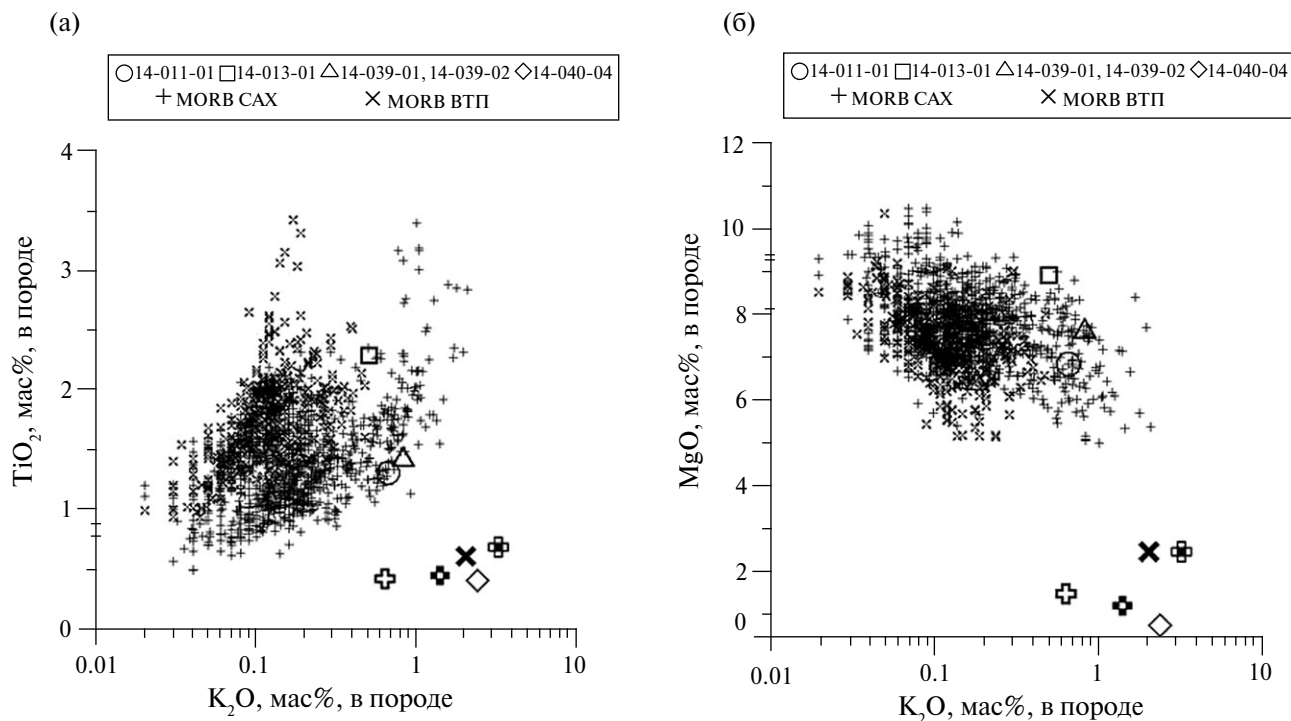 (а)
14-011-01 14-013-01 14-039-01, 14-039-02 14-040-04
MORB САХ MORB ВТП
4
3
2
1
0
TiO2, мас%, в породе
0.01 0.1 1 10
K2O, мас%, в породе
(б)
14-011-01 14-013-01 14-039-01, 14-039-02 14-040-04
MORB САХ MORB ВТП
12
10
8
6
4
2
0
MgO, мас%, в породе
0.01 0.1 1 10
K2O, мас%, в породе